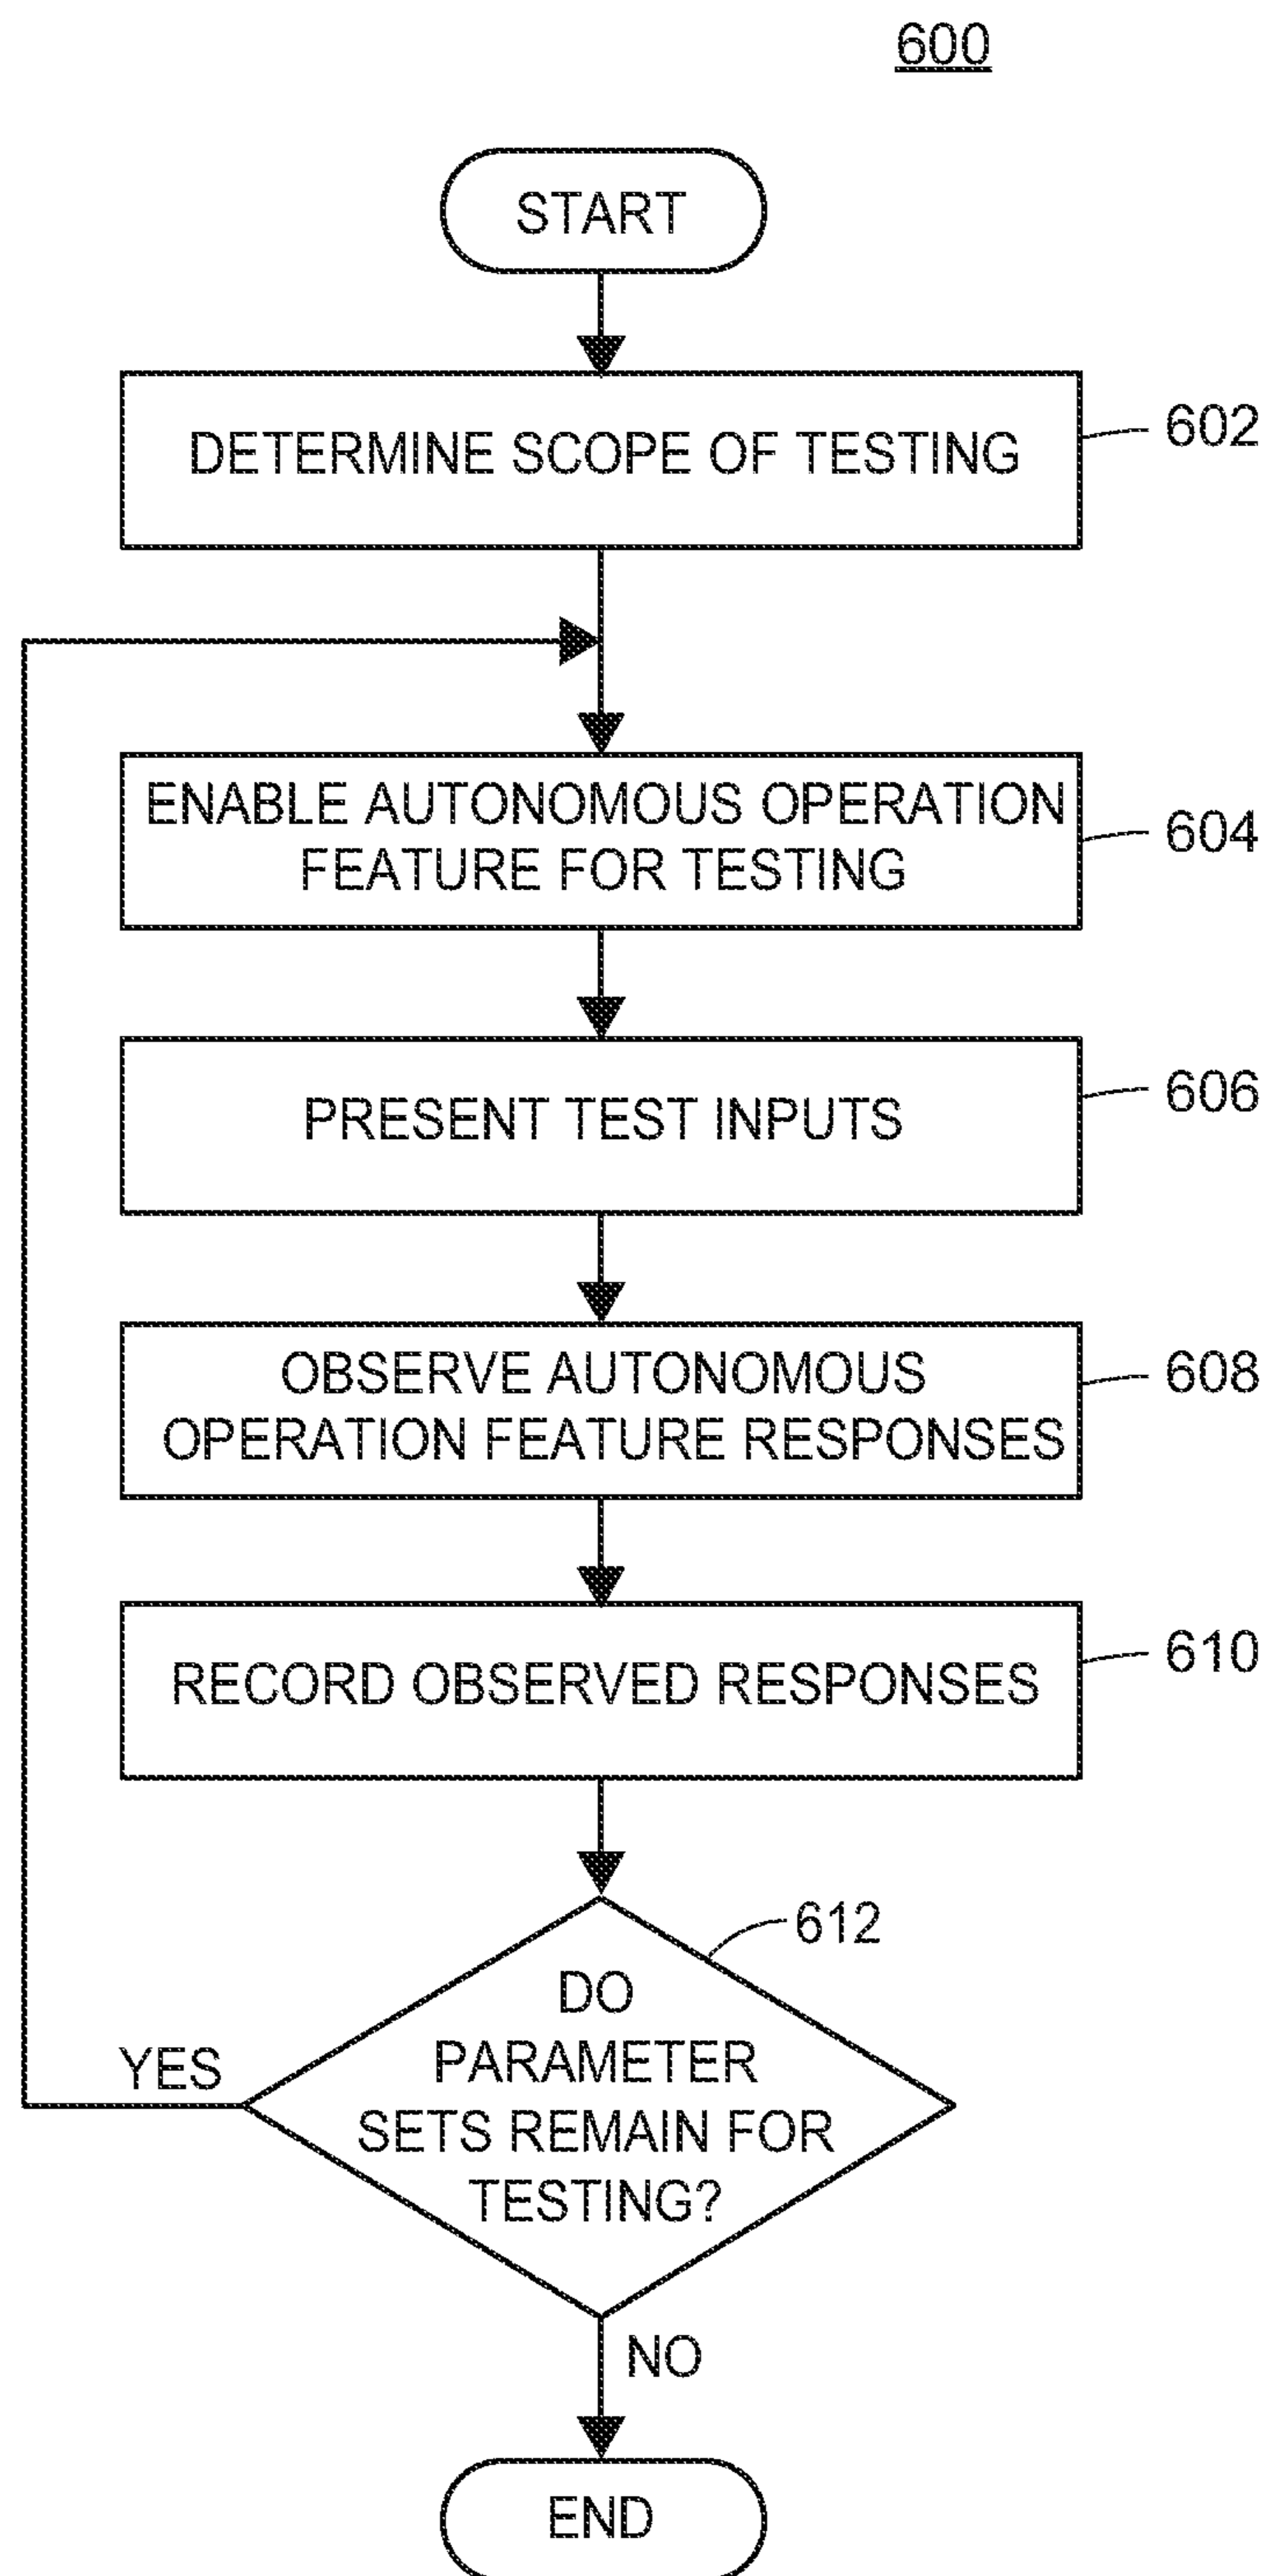 600
START
DETERMINE SCOPE OF TESTING
602
ENABLE AUTONOMOUS OPERATION
FEATURE FOR TESTING
604
PRESENT TEST INPUTS
606
OBSERVE AUTONOMOUS
OPERATION FEATURE RESPONSES
608
RECORD OBSERVED RESPONSES
610
612
DO
PARAMETER
SETS REMAIN FOR
TESTING?
YES
NO
END